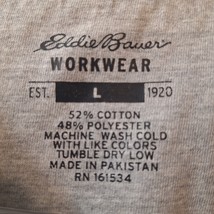 Eddie Bauer
WORKWEAR
EST. L 1920
52% COTTON
48% POLYESTER
MACHINE WASH COLD
WITH LIKE COLORS
TUMBLE DRY LOW
MADE IN PAKISTAN
RN 161534